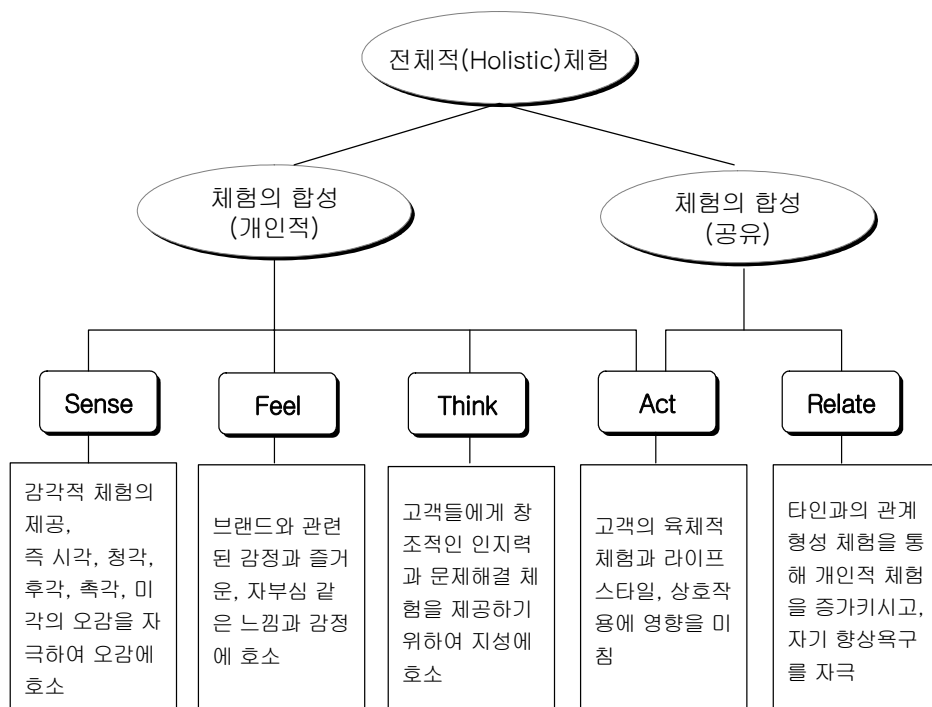 전체적(Holistic)체험
체험의 합성
(개인적)
체험의 합성
(공유)
Sense
Feel
Think
Act
Relate
감각적 체험의
제공,
즉 시각, 청각,
후각, 촉각, 미
각의 오감을 자
극하여 오감에
호소
브랜드와 관련
된 감정과 즐거
운, 자부심 같
은 느낌과 감정
에 호소
고객들에게 창
조적인 인지력
과 문제해결 체
험을 제공하기
위하여 지성에
호소
고객의 육체적
체험과 라이프
스타일, 상호작
용에 영향을 미
침
타인과의 관계
형성 체험을 통
해 개인적 체험
을 증가키시고,
자기 향상욕구
를 자극